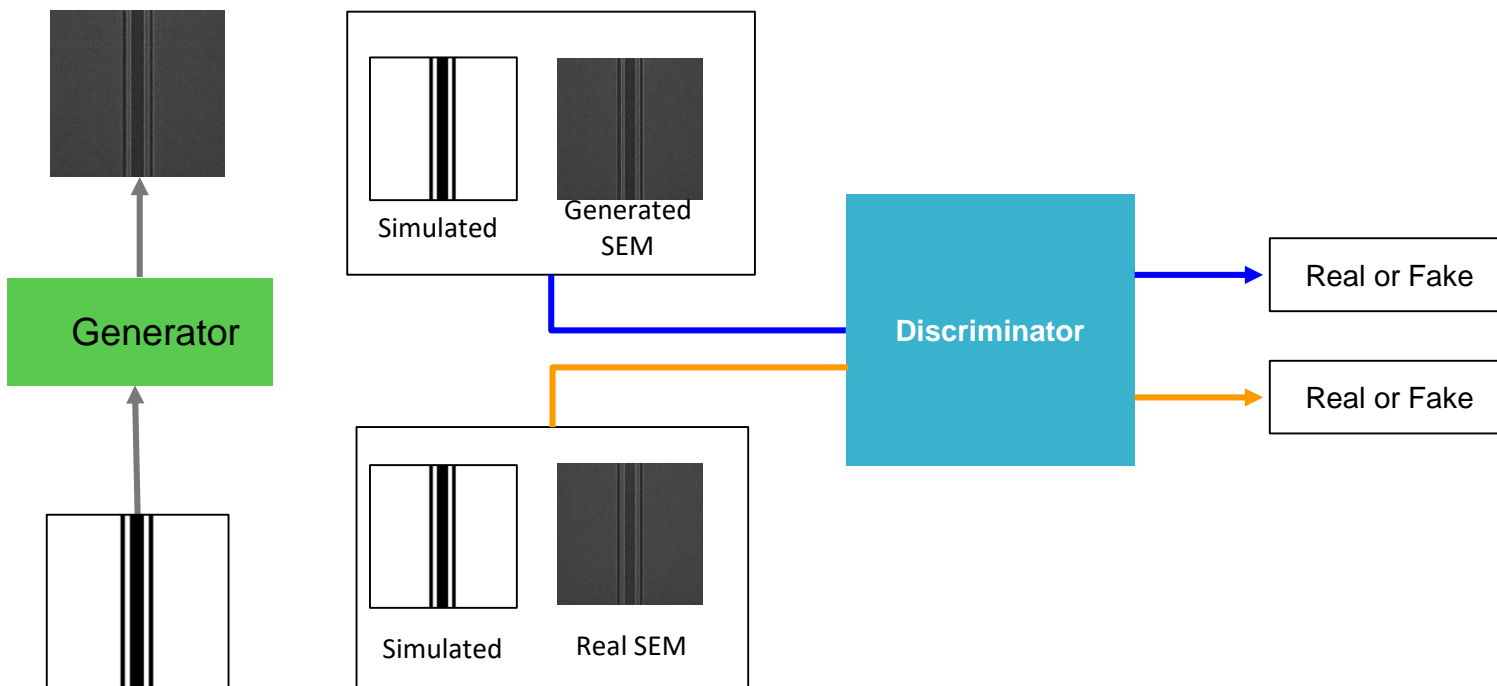 Generator
Simulated
Generated
SEM
Simulated
Real SEM
Discriminator
Real or Fake
Real or Fake